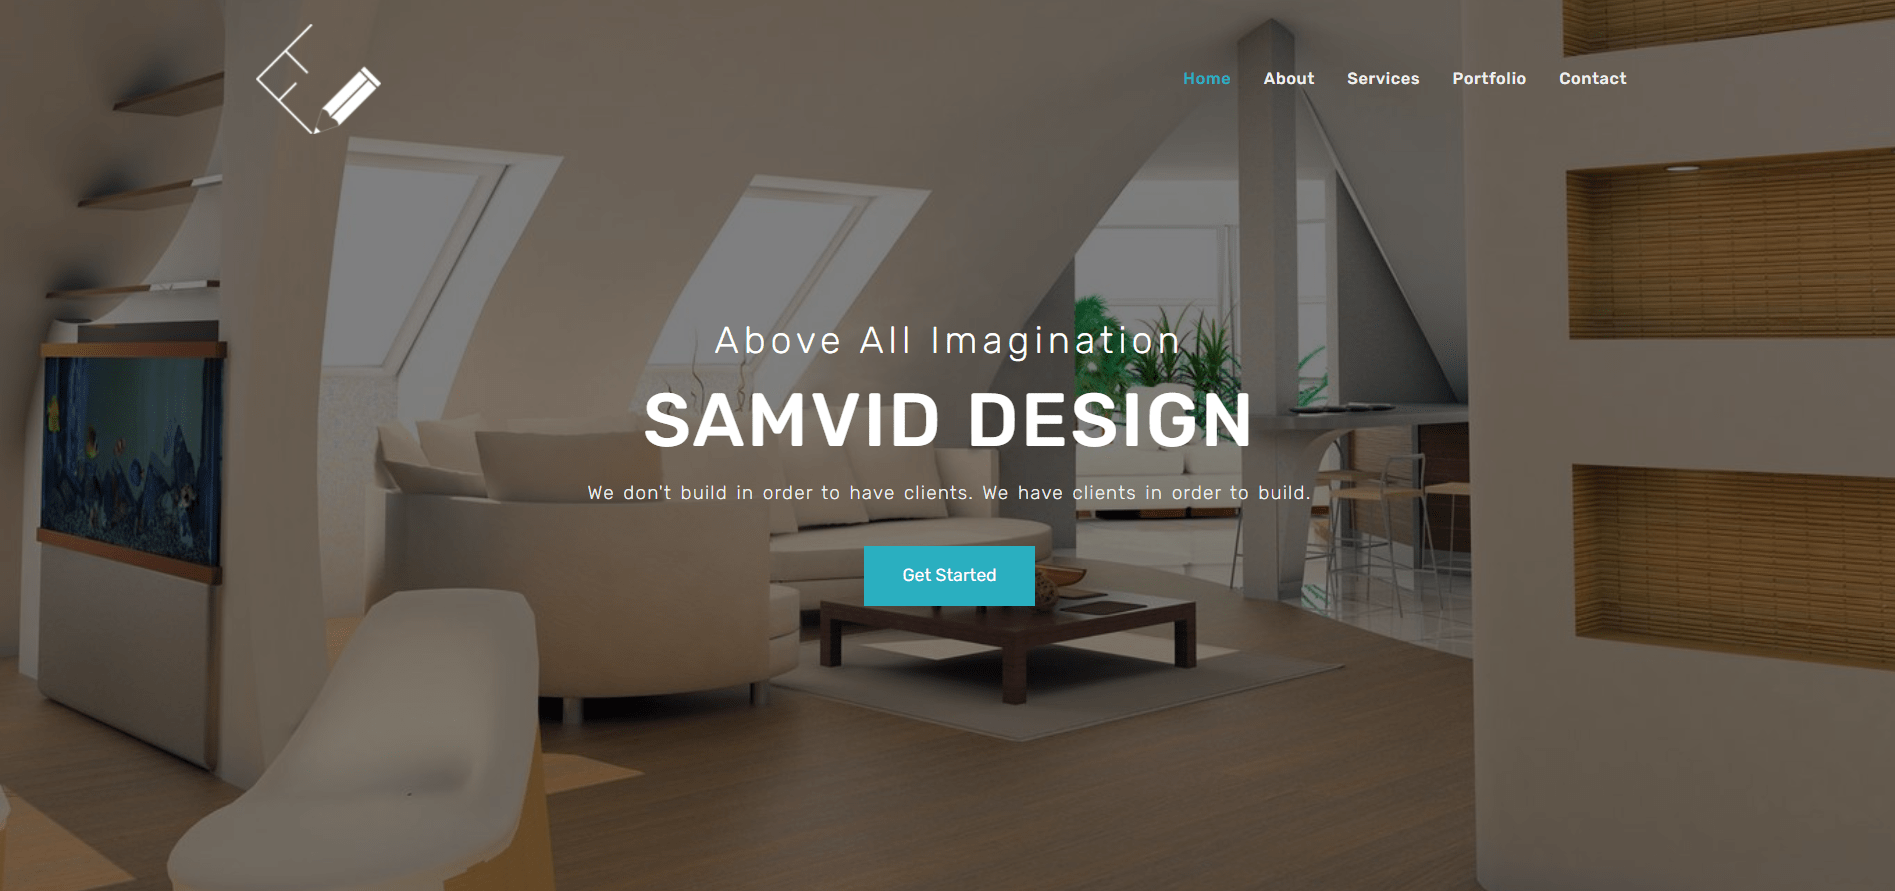 Home About Services Portfolio Contact
Above All Imagination
SAMVID DESIGN
We don't build in order to have clients. We have clients in order to build.
Get Started